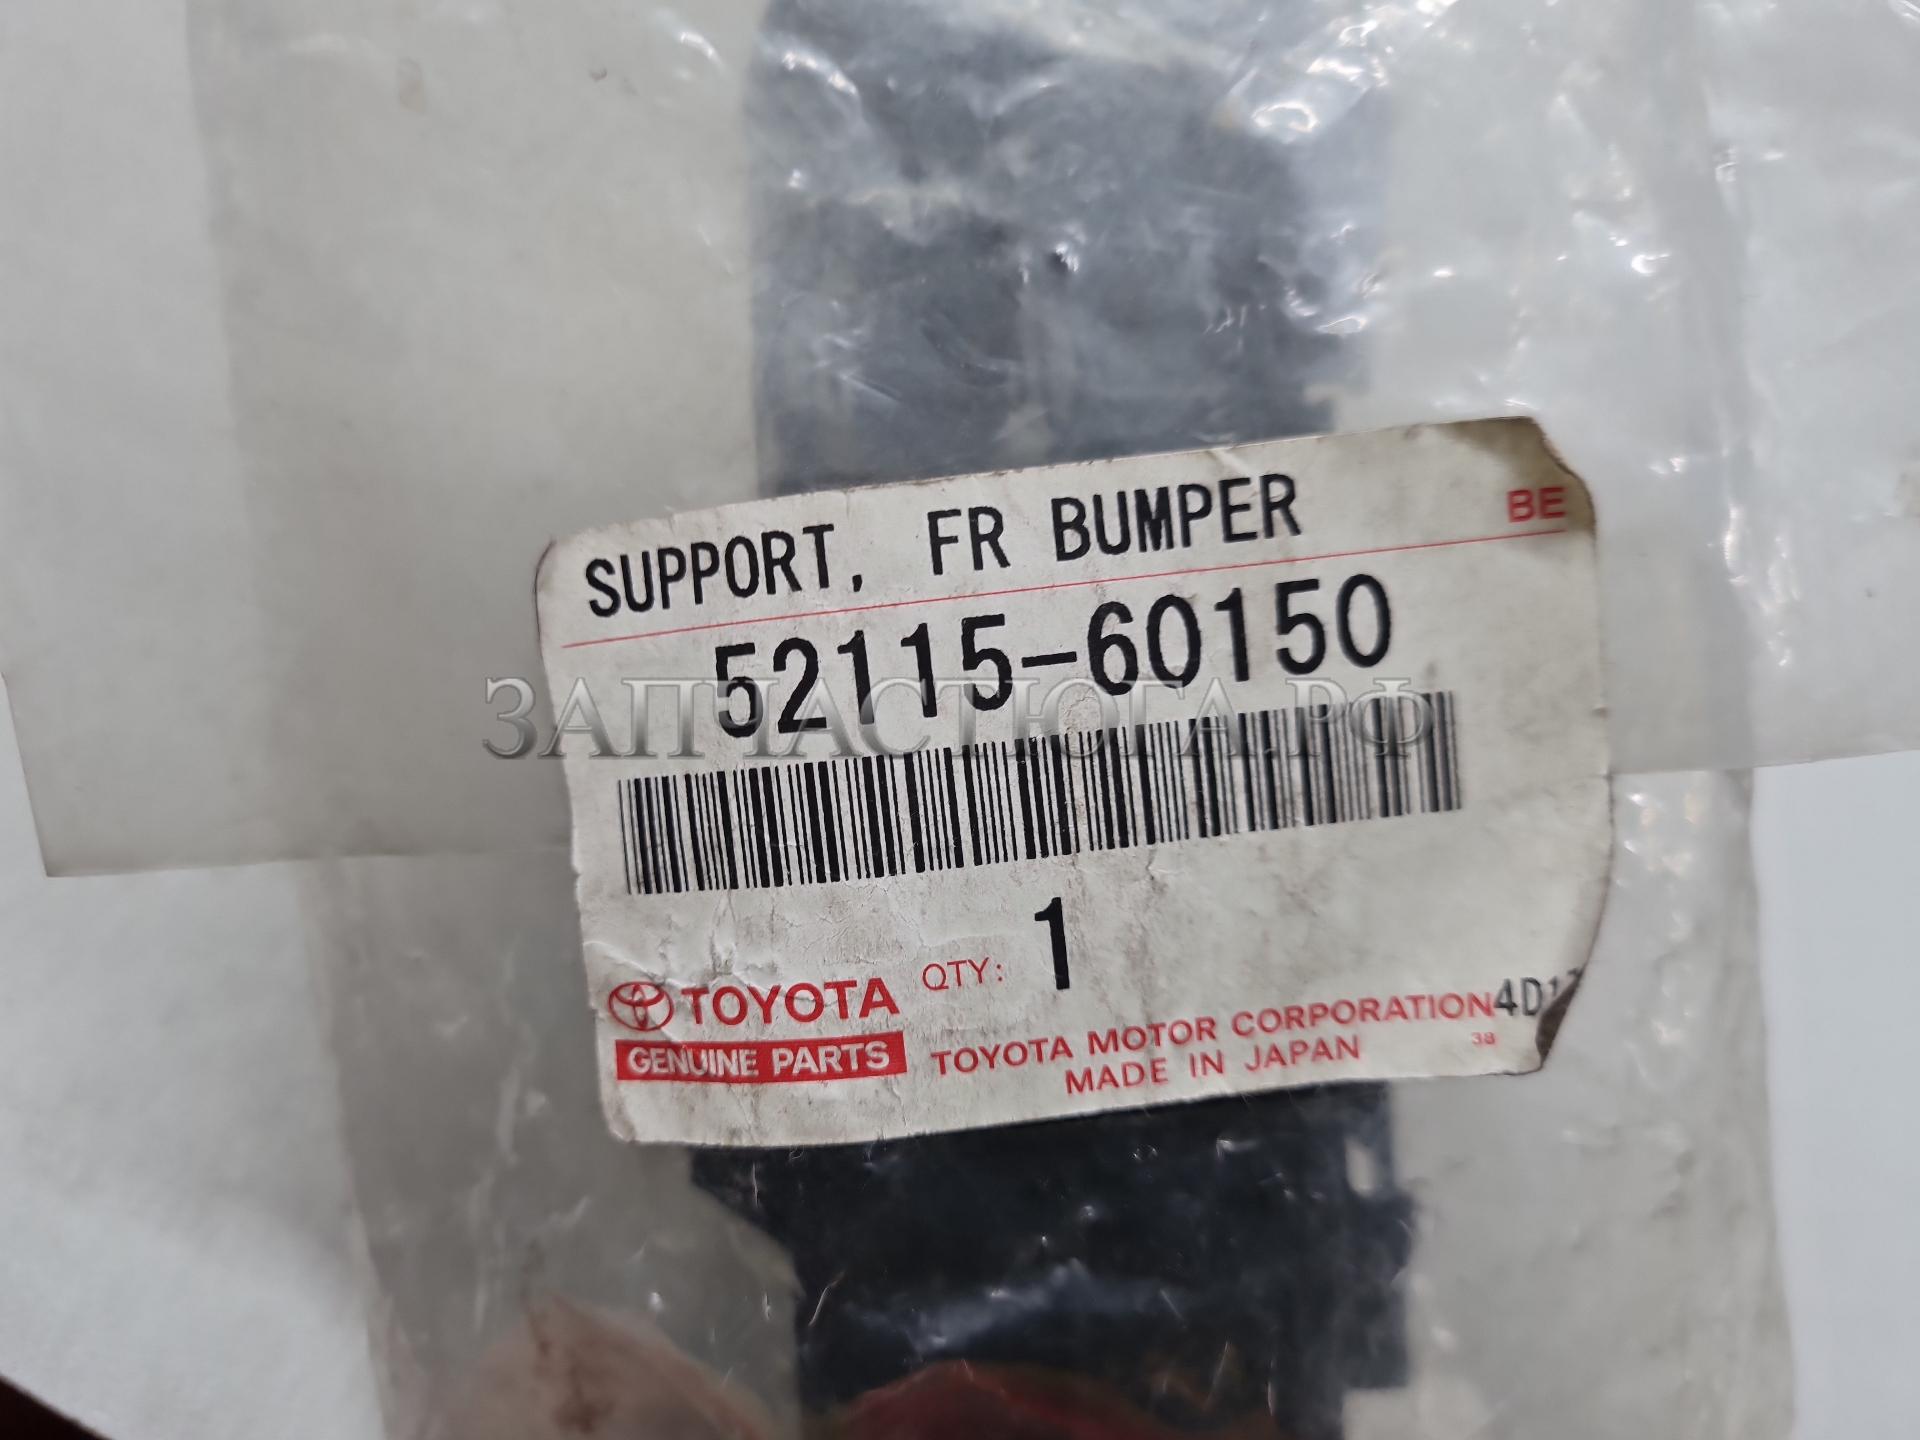 SUPPORT, FR BUMPER
BE
52115-60150
ЗАПЧАСТЮГА.РФ
1
QTY:
TOYOTA
GENUINE PARTS
TOYOTA MOTOR CORPORATION
38
MADE IN JAPAN